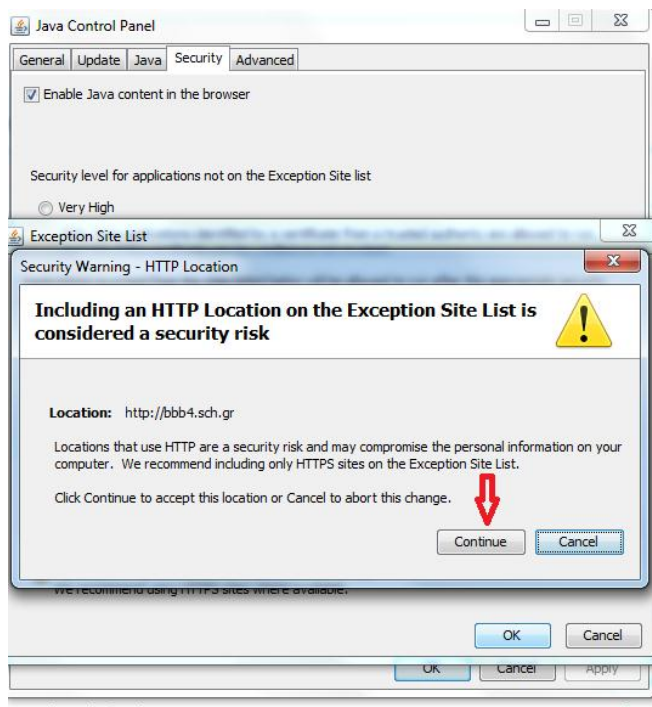 Java Control Panel
General Update Java Security Advanced
Enable Java content in the browser
Security level for applications not on the Exception Site list
Very High
Exception Site List
Security Warning - HTTP Location
Including an HTTP Location on the Exception Site List is
considered a security risk
Location: http://bbb4.sch.gr
Locations that use HTTP are a security risk and may compromise the personal information on your
computer. We recommend including only HTTPS sites on the Exception Site List.
Click Continue to accept this location or Cancel to abort this change.
Continue Cancel
We recommend using HTTPS sites where available.
OK Cancel
OK Cancel Apply